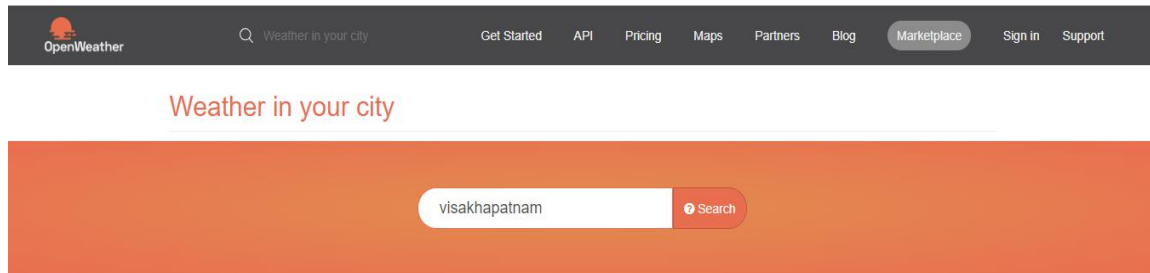 OpenWeather
Weather in your city
Get Started API Pricing Maps Partners Blog Marketplace Sign in Support
Weather in your city
visakhapatnam
Search